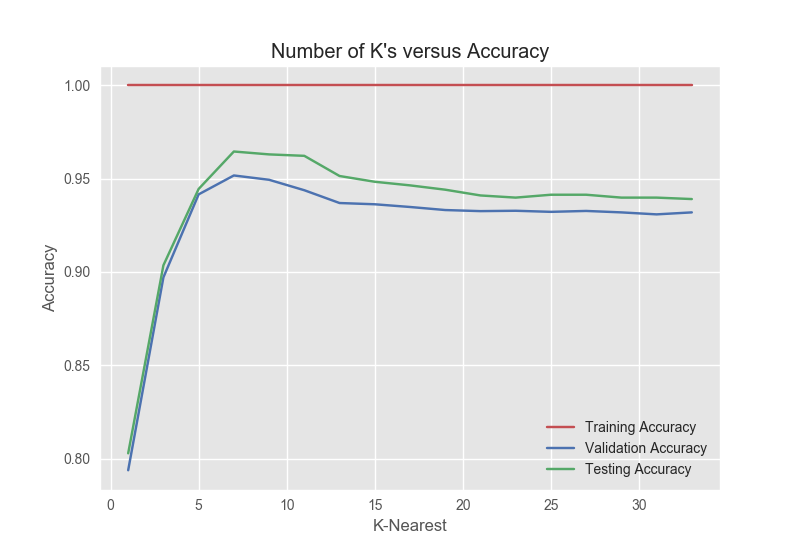 Number of K's versus Accuracy
1.00
0.95
0.90
0.85
0.80
Accuracy
Training Accuracy
Validation Accuracy
Testing Accuracy
0 5 10 15 20 25 30
K-Nearest